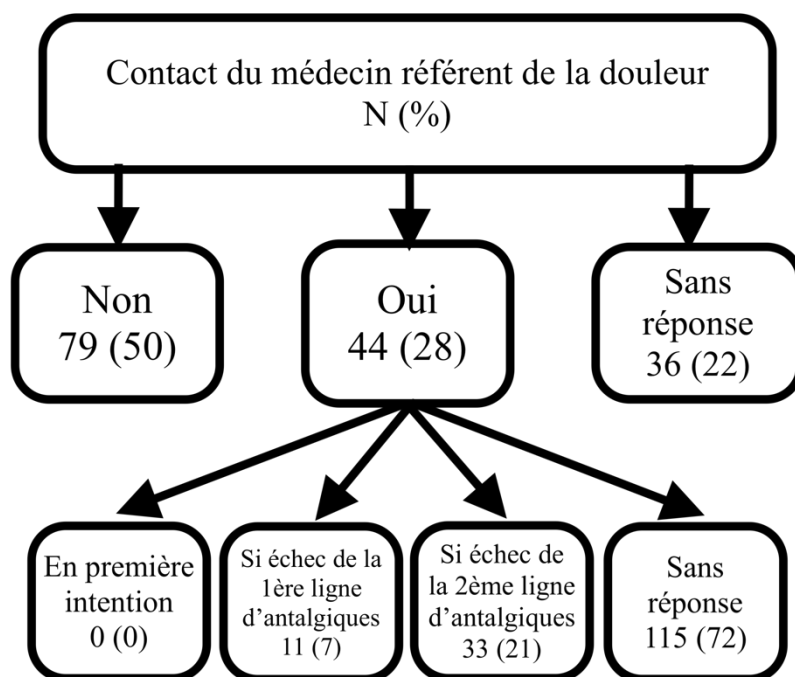 Contact du médecin référent de la douleur
N (%)
Non
79 (50)
Oui
44 (28)
Sans
réponse
36 (22)
En première
intention
0 (0)
Si échec de la
1ère ligne
d’antalgiques
11 (7)
Si échec de
la 2ème ligne
d’antalgiques
33 (21)
Sans
réponse
115 (72)